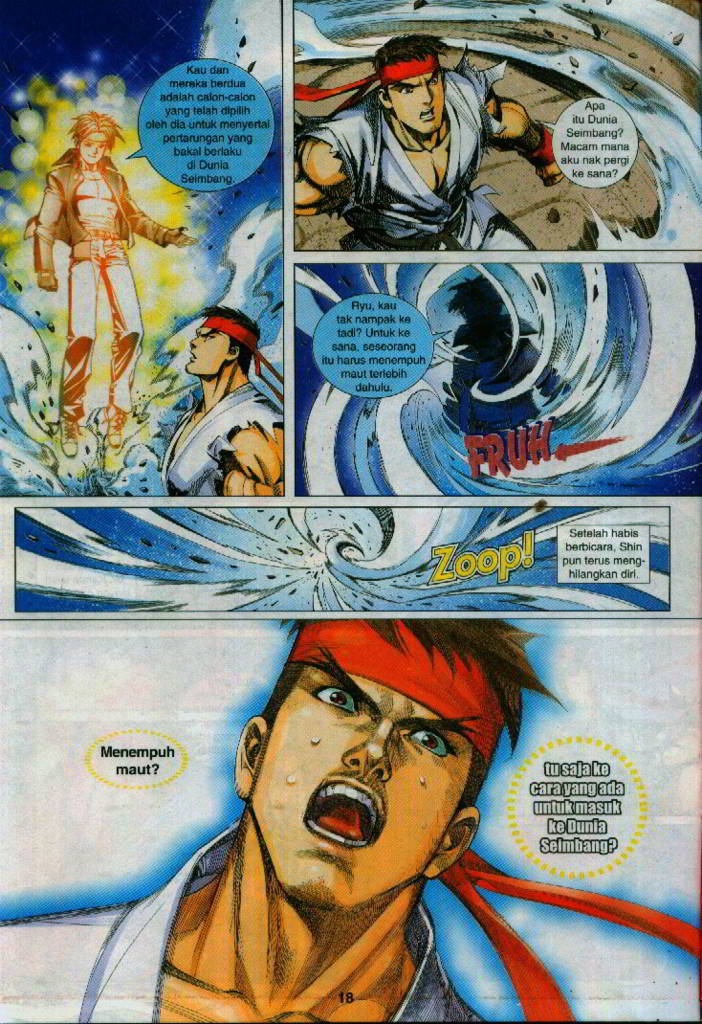 Kau dan
mereka berdua
adalah calon-calon
yang telah dipilih
oleh dia untuk menyertai
pertarungan yang
bakal berlaku
di Dunia
Seimbang.
Apa
itu Dunia
Seimbang?
Macam mana
aku nak pergi
ke sana?
Ryu, kau
tak nampak ke
tadi? Untuk ke
sana, seseorang
itu harus menempuh
maut terlebih
dahulu.
FRUH
Zoop!
Setelah habis
berbicara, Shin
pun terus meng-
hilangkan diri.
Menempuh
maut?
tu saja ke
cara yang ada
untuk masuk
ke Dunia
Seimbang?
18